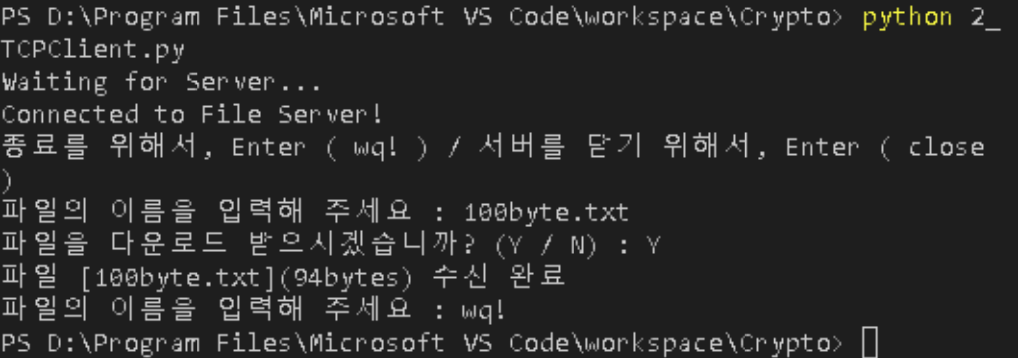 PS D:\Program Files\Microsoft VS Code\workspace\Crypto> python 2_
TCPClient.py
Waiting for Server...
Connected to File Server!
종료를 위해서, Enter ( wq! ) / 서버를 닫기 위해서, Enter ( close
)
파일의 이름을 입력해 주세요 : 100byte.txt
파일을 다운로드 받으시겠습니까? (Y / N) : Y
파일 [100byte.txt](94bytes) 수신 완료
파일의 이름을 입력해 주세요 : wq!
PS D:\Program Files\Microsoft VS Code\workspace\Crypto>